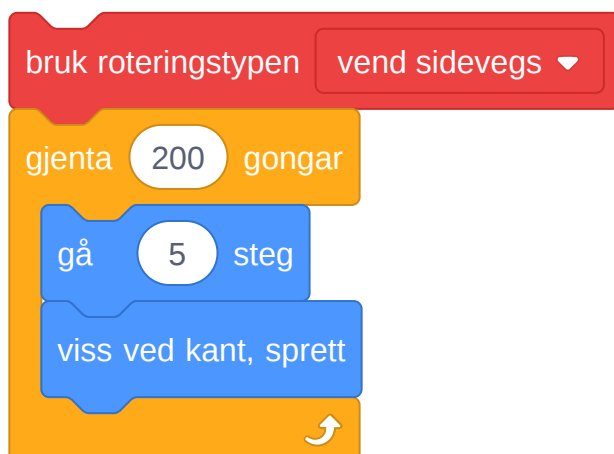 bruk roteringstypen vend sidevegs
gjenta 200 gongar
gå 5 steg
viss ved kant, sprett